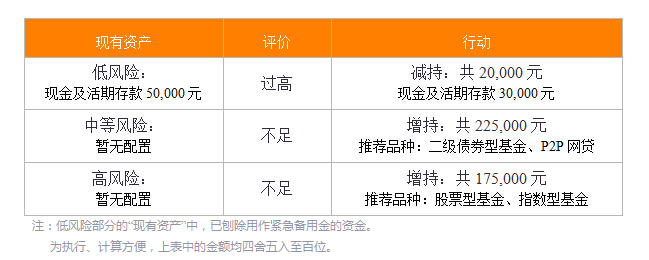 现有资产 评价 行动
低风险： 过高 减持：共 20,000 元
现金及活期存款 50,000 元 现金及活期存款 30,000 元
中等风险： 不足 增持：共 225,000 元
暂无配置 推荐品种：二级债券型基金、P2P 网贷
高风险： 不足 增持：共 175,000 元
暂无配置 推荐品种：股票型基金、指数型基金
注：低风险部分的“现有资产”中，已刨除用作紧急备用金的资金。
为执行、计算方便，上表中的金额均四舍五入至百位。